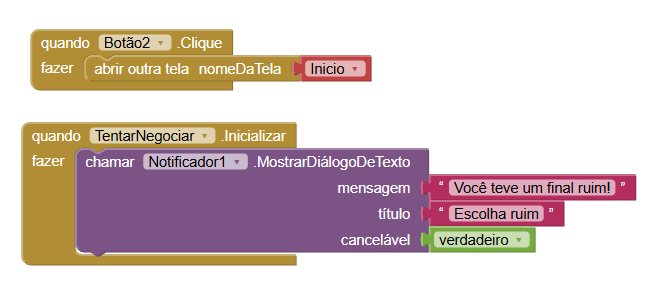 quando Botão2 .Clique
fazer abrir outra tela nomeDaTela Inicio
quando TentarNegociar .Inicializar
fazer chamar Notificador1 .MostrarDiálogoDeTexto
mensagem “ Você teve um final ruim! ”
título “ Escolha ruim ”
cancelável verdadeiro